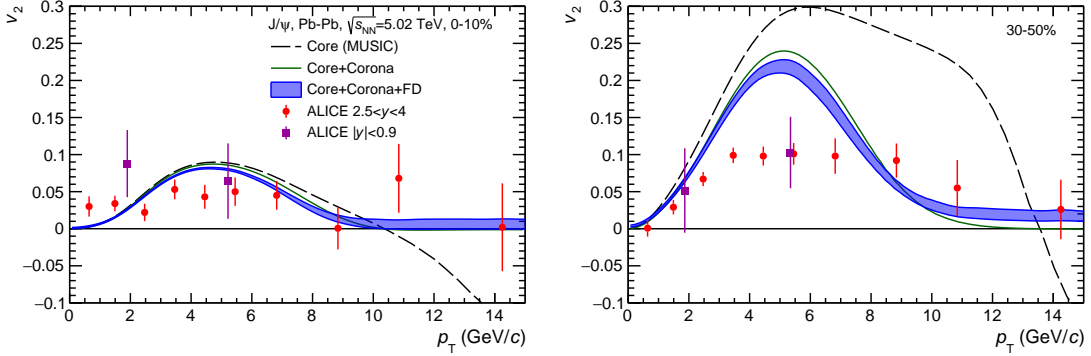 v₂
0.3
0.25
0.2
0.15
0.1
0.05
0
−0.05
−0.1
0 2 4 6 8 10 12 14
p_T (GeV/c)
J/ψ, Pb-Pb, √s_NN=5.02 TeV, 0-10%
Core (MUSIC)
Core+Corona
Core+Corona+FD
ALICE 2.5<y<4
ALICE |y|<0.9
v₂
0.3
0.25
0.2
0.15
0.1
0.05
0
−0.05
−0.1
0 2 4 6 8 10 12 14
p_T (GeV/c)
30-50%